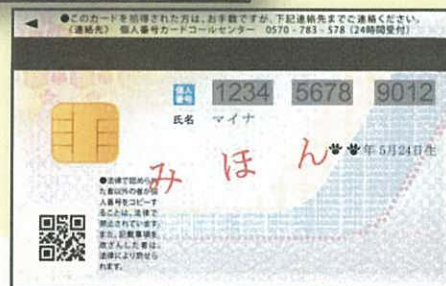 ●このカードを拾得された方は、お手数ですが、下記連絡先までご連絡ください。
(連絡先) 個人番号カードコールセンター 0570-783-578(24時間受付)
個人番号 1234 5678 9012
氏名 マイナ
年5月24日生
みほん
●法律で認められ
た者以外の者が個
人番号をコピーす
ることは、法律で
禁止されています。
また、記載事項を
改ざんした者は、
法律により罰せら
れます。